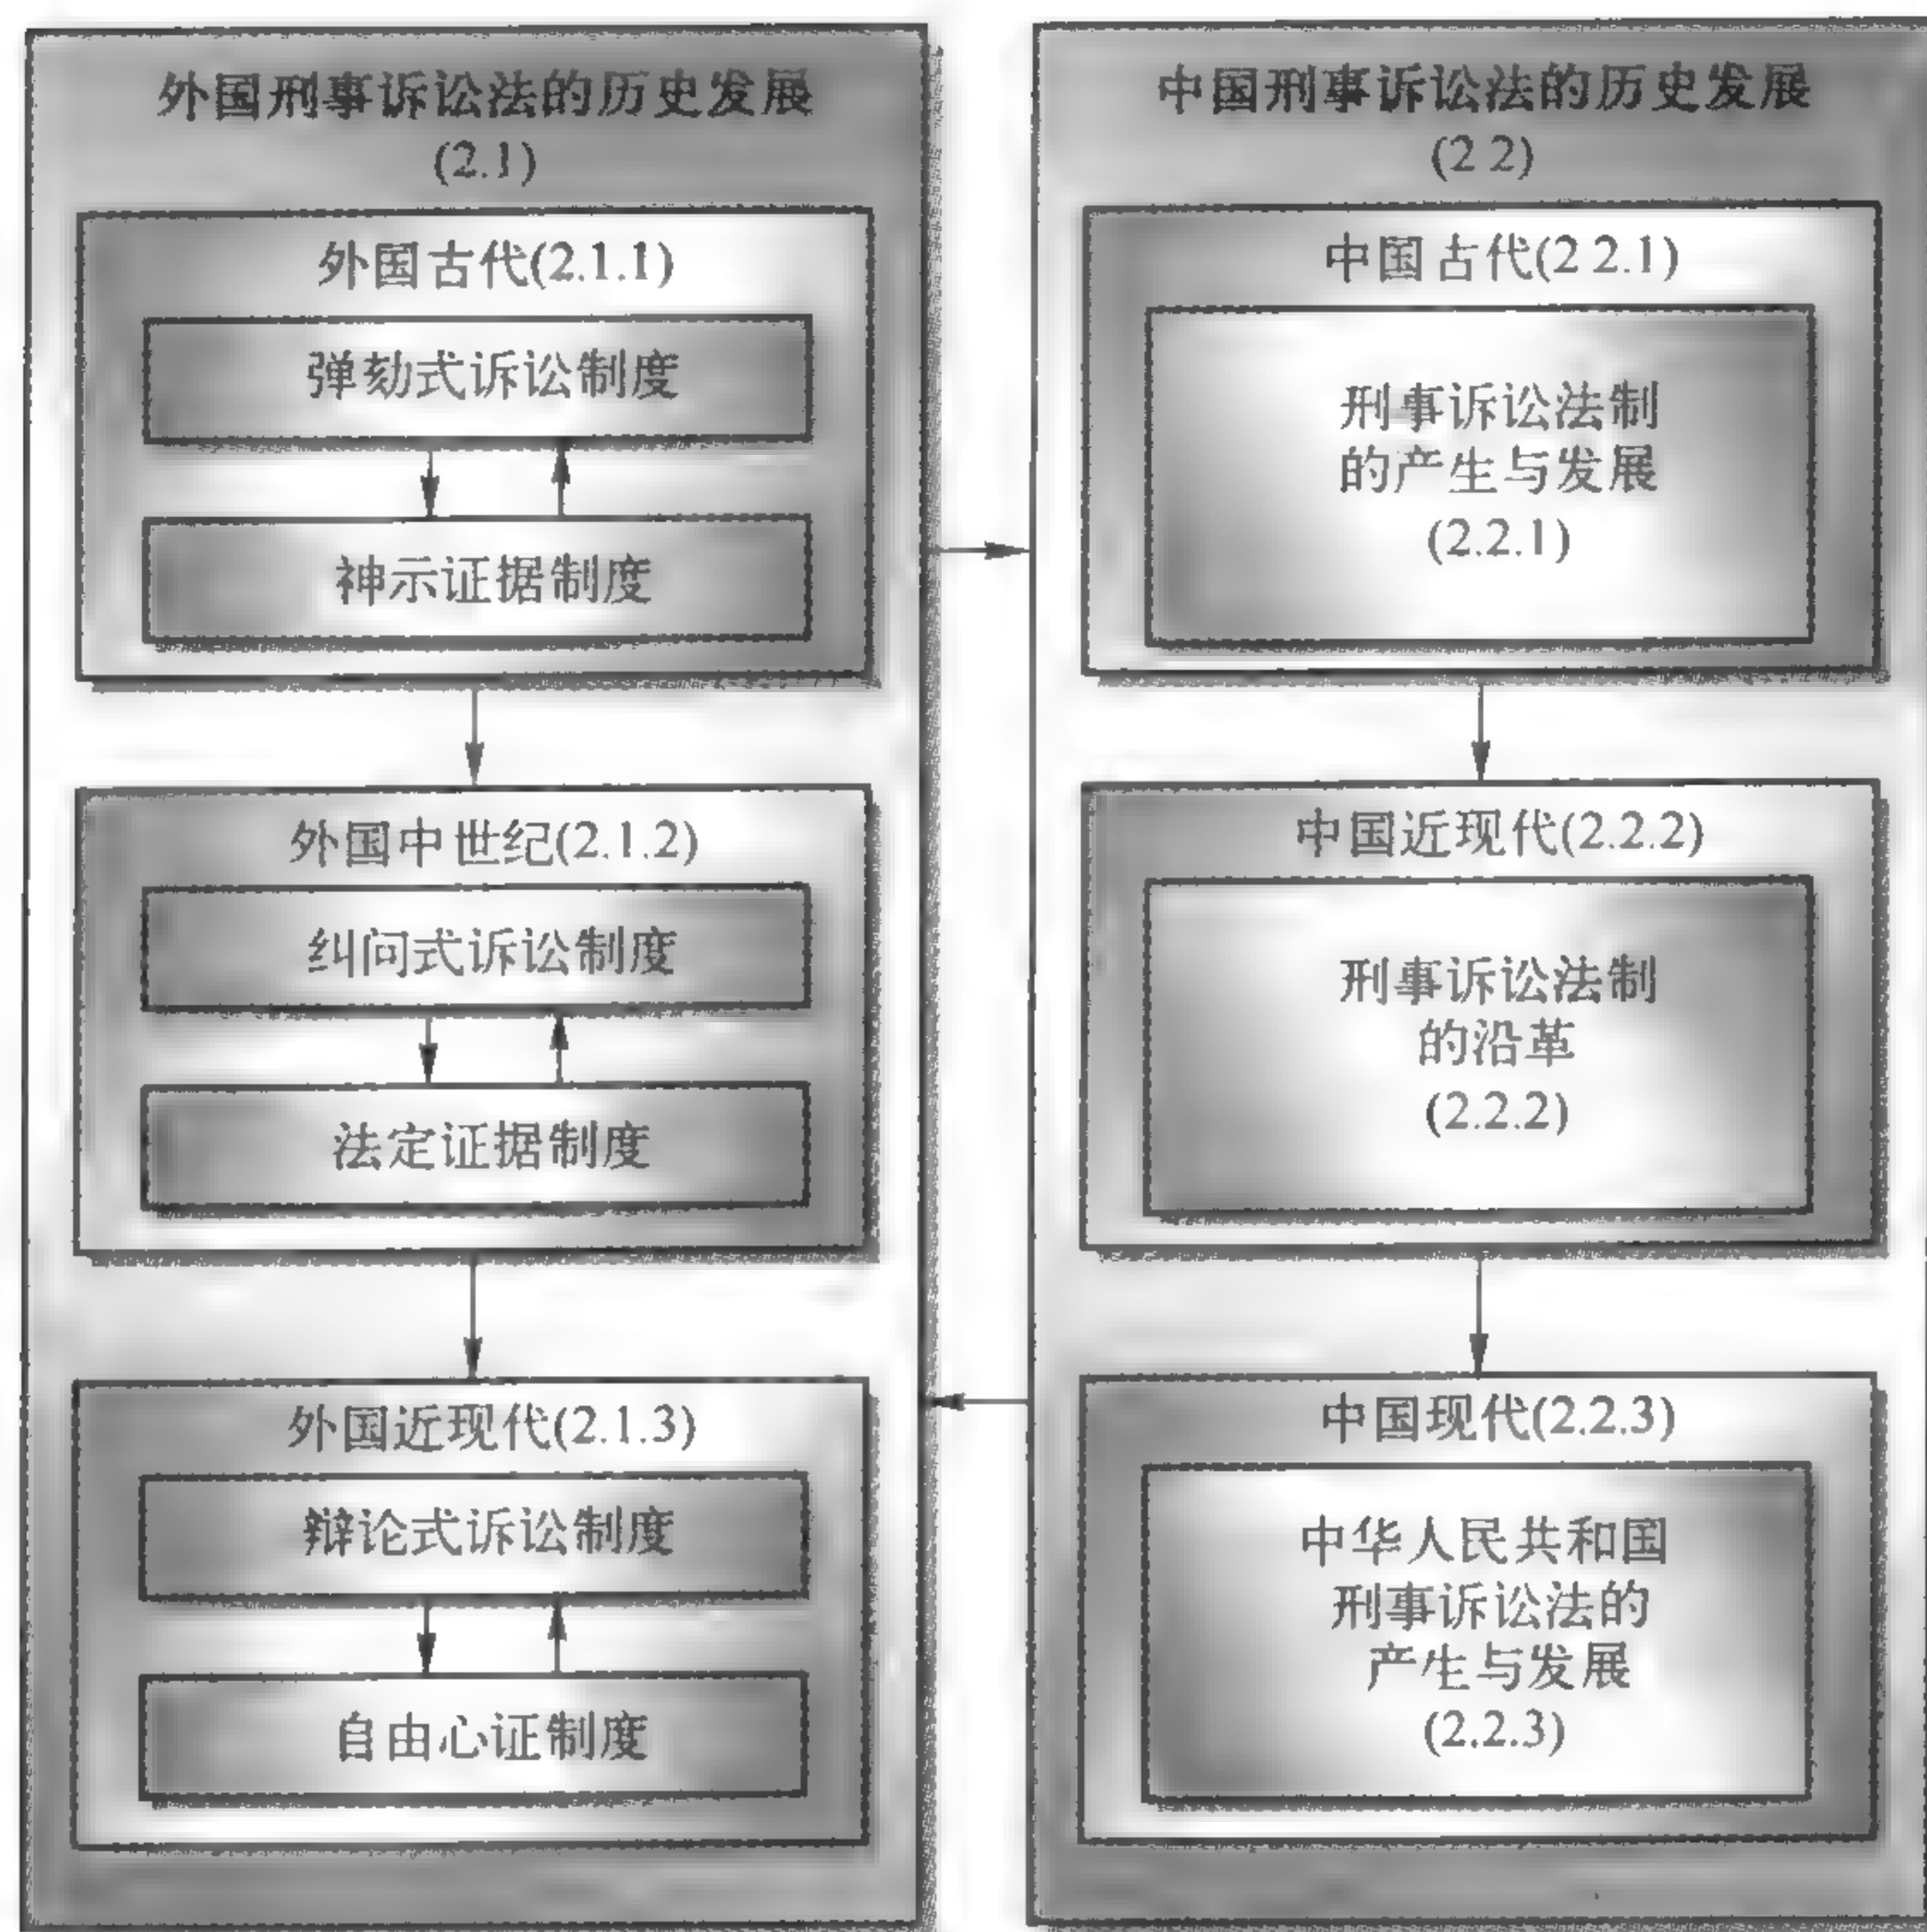 外国刑事诉讼法的历史发展
(2.1)
外国古代(2.1.1)
弹劾式诉讼制度
神示证据制度
外国中世纪(2.1.2)
纠问式诉讼制度
法定证据制度
外国近现代(2.1.3)
辩论式诉讼制度
自由心证制度
中国刑事诉讼法的历史发展
(2 2)
中国古代(2 2.1)
刑事诉讼法制
的产生与发展
(2.2.1)
中国近现代(2.2.2)
刑事诉讼法制
的沿革
(2.2.2)
中国现代(2.2.3)
中华人民共和国
刑事诉讼法的
产生与发展
(2.2.3)